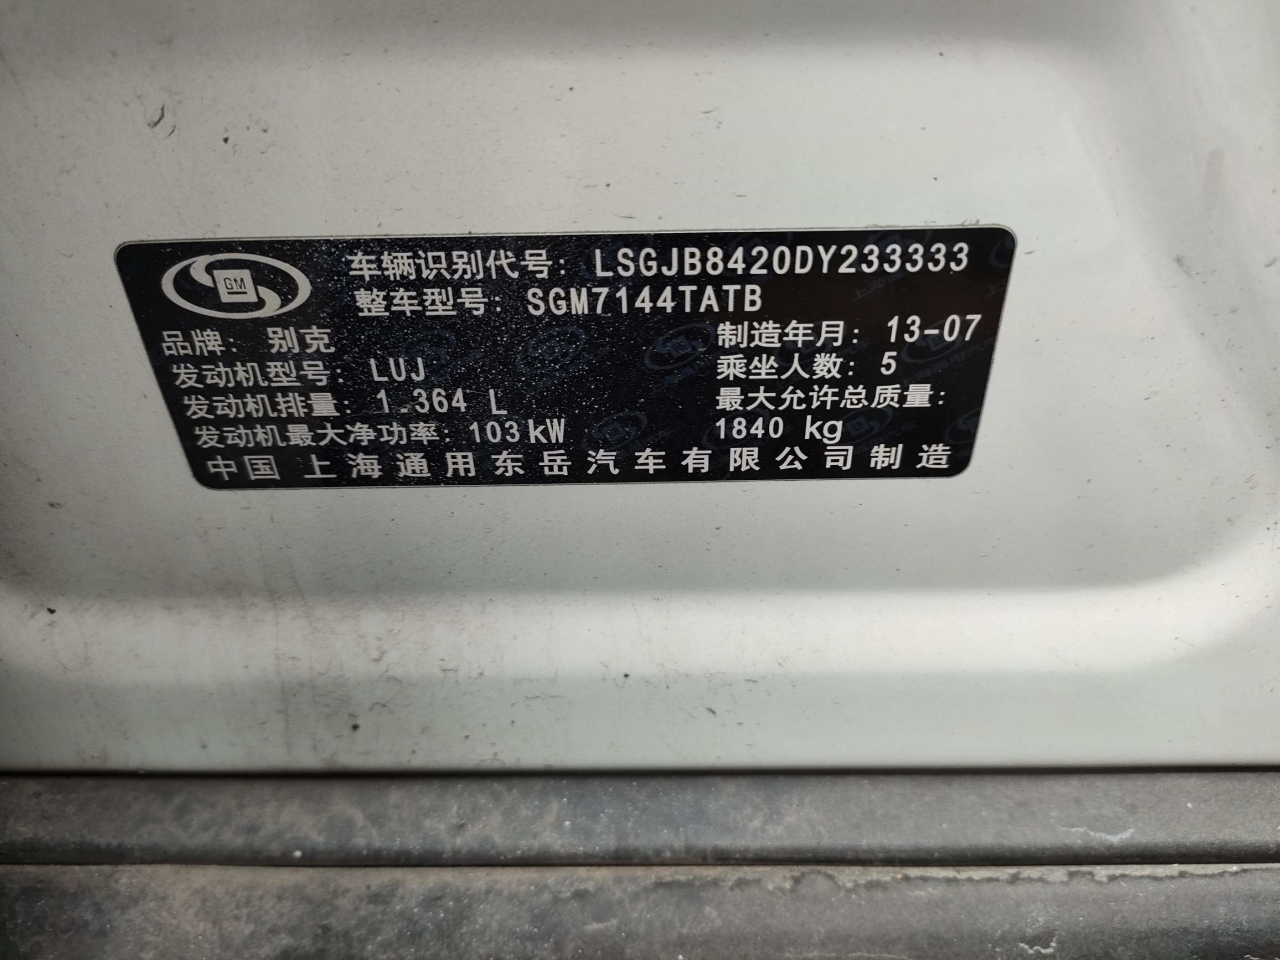 GM
车辆识别代号: LSGJB8420DY233333
整车型号: SGM7144TATB
品牌: 别克
制造年月: 13-07
发动机型号: LUJ
乘坐人数: 5
发动机排量: 1.364 L
最大允许总质量:
1840 kg
发动机最大净功率: 103kW
中国 上海通用东岳汽车有限公司制造